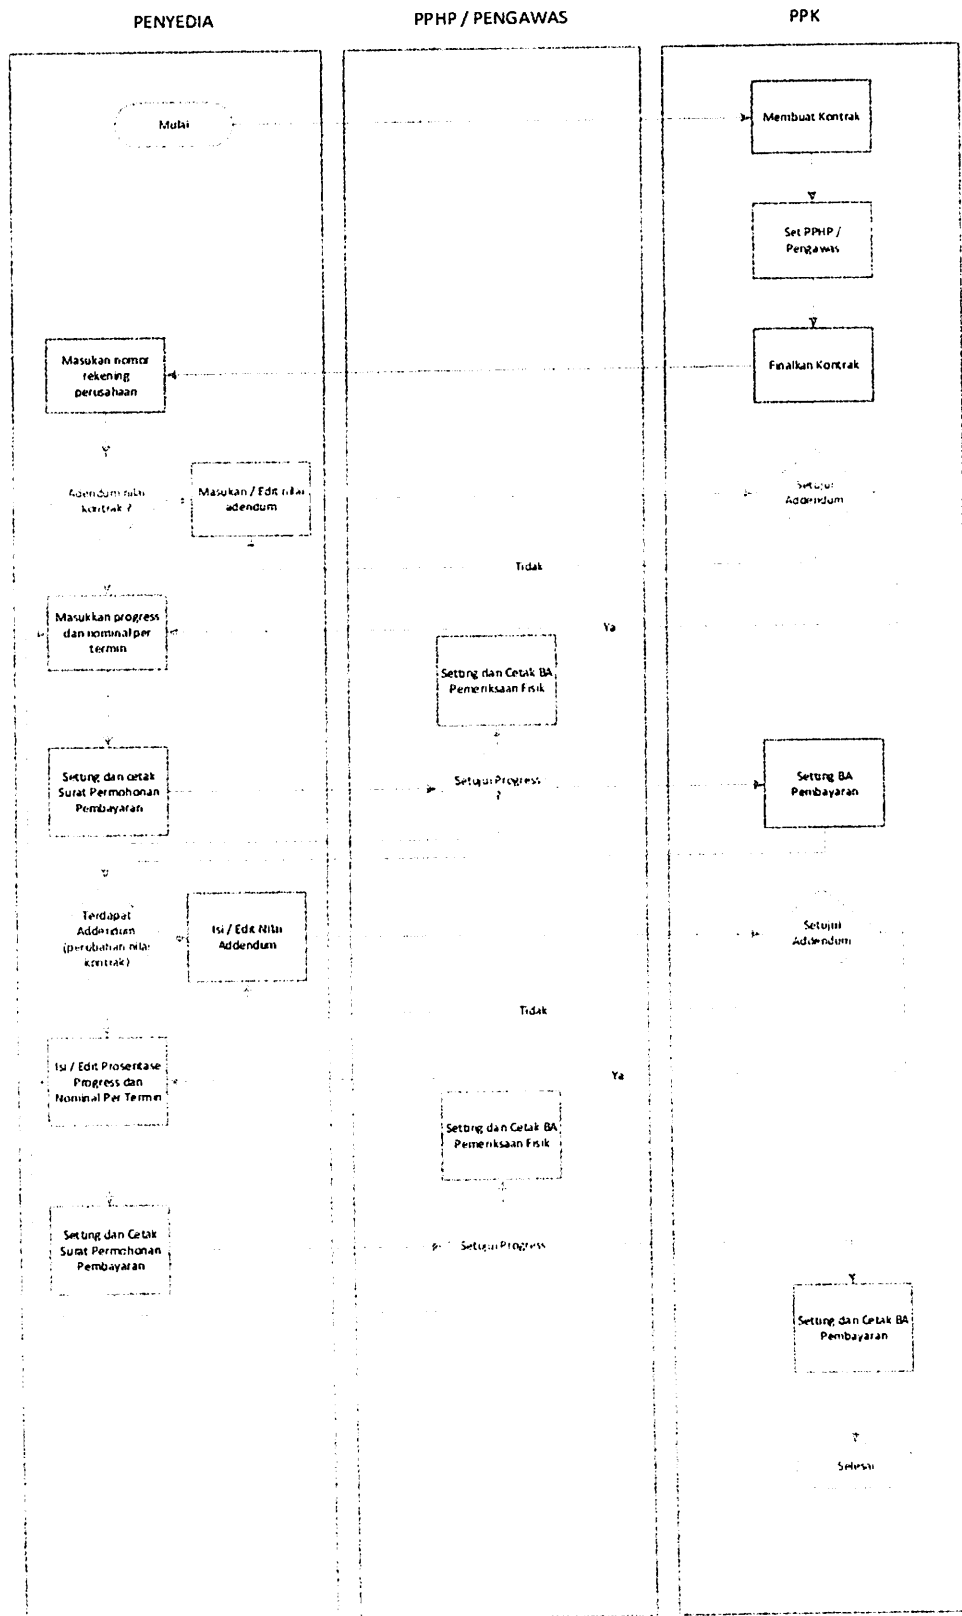 PENYEDIA
PPHP / PENGAWAS
PPK
Mulai
Membuat Kontrak
Set PPHP /
Pengawas
Masukan nomor
rekening
perusahaan
Finalkan Kontrak
Adendum nilai
kontrak ?
Masukan / Edit nilai
adendum
Setujui
Addendum
Tidak
Masukkan progress
dan nominal per
termin
Ya
Setting dan Cetak BA
Pemeriksaan Fisik
Setting dan cetak
Surat Permohonan
Pembayaran
Setujui Progress
?
Setting BA
Pembayaran
Terdapat
Addendum
(perubahan nilai
kontrak)
Isi / Edit Nilai
Addendum
Setujui
Addendum
Tidak
Isi / Edit Prosentase
Progress dan
Nominal Per Termin
Ya
Setting dan Cetak BA
Pemeriksaan Fisik
Setting dan Cetak
Surat Permohonan
Pembayaran
Setujui Progress
Setting dan Cetak BA
Pembayaran
Selesai